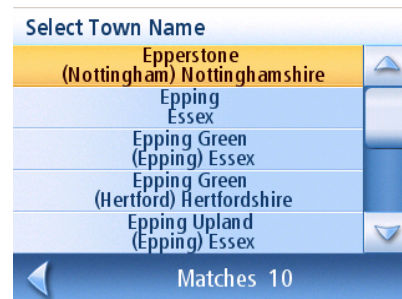 Select Town Name
Epperstone
(Nottingham) Nottinghamshire
Epping
Essex
Epping Green
(Epping) Essex
Epping Green
(Hertford) Hertfordshire
Epping Upland
(Epping) Essex
Matches 10